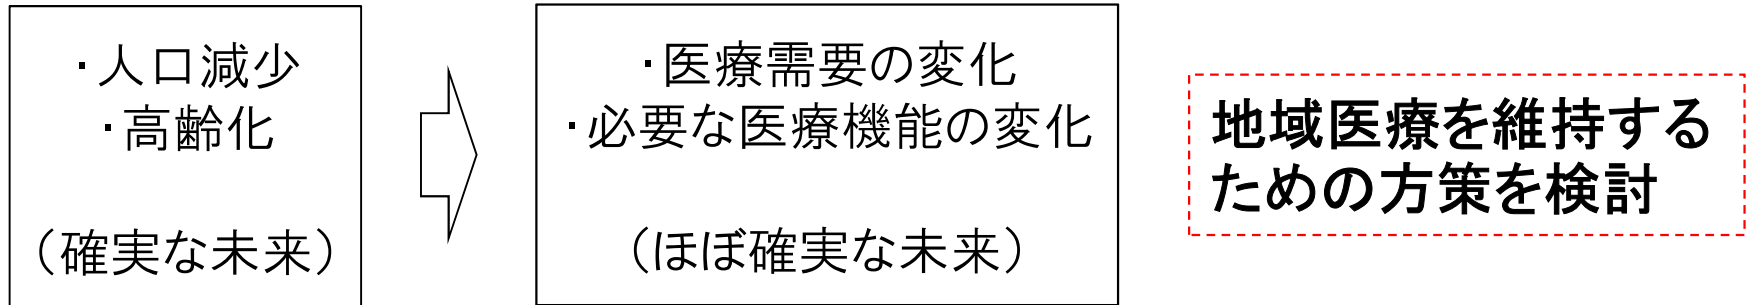 ・人口減少
・高齢化
（確実な未来）
・医療需要の変化
・必要な医療機能の変化
（ほぼ確実な未来）
地域医療を維持する
ための方策を検討